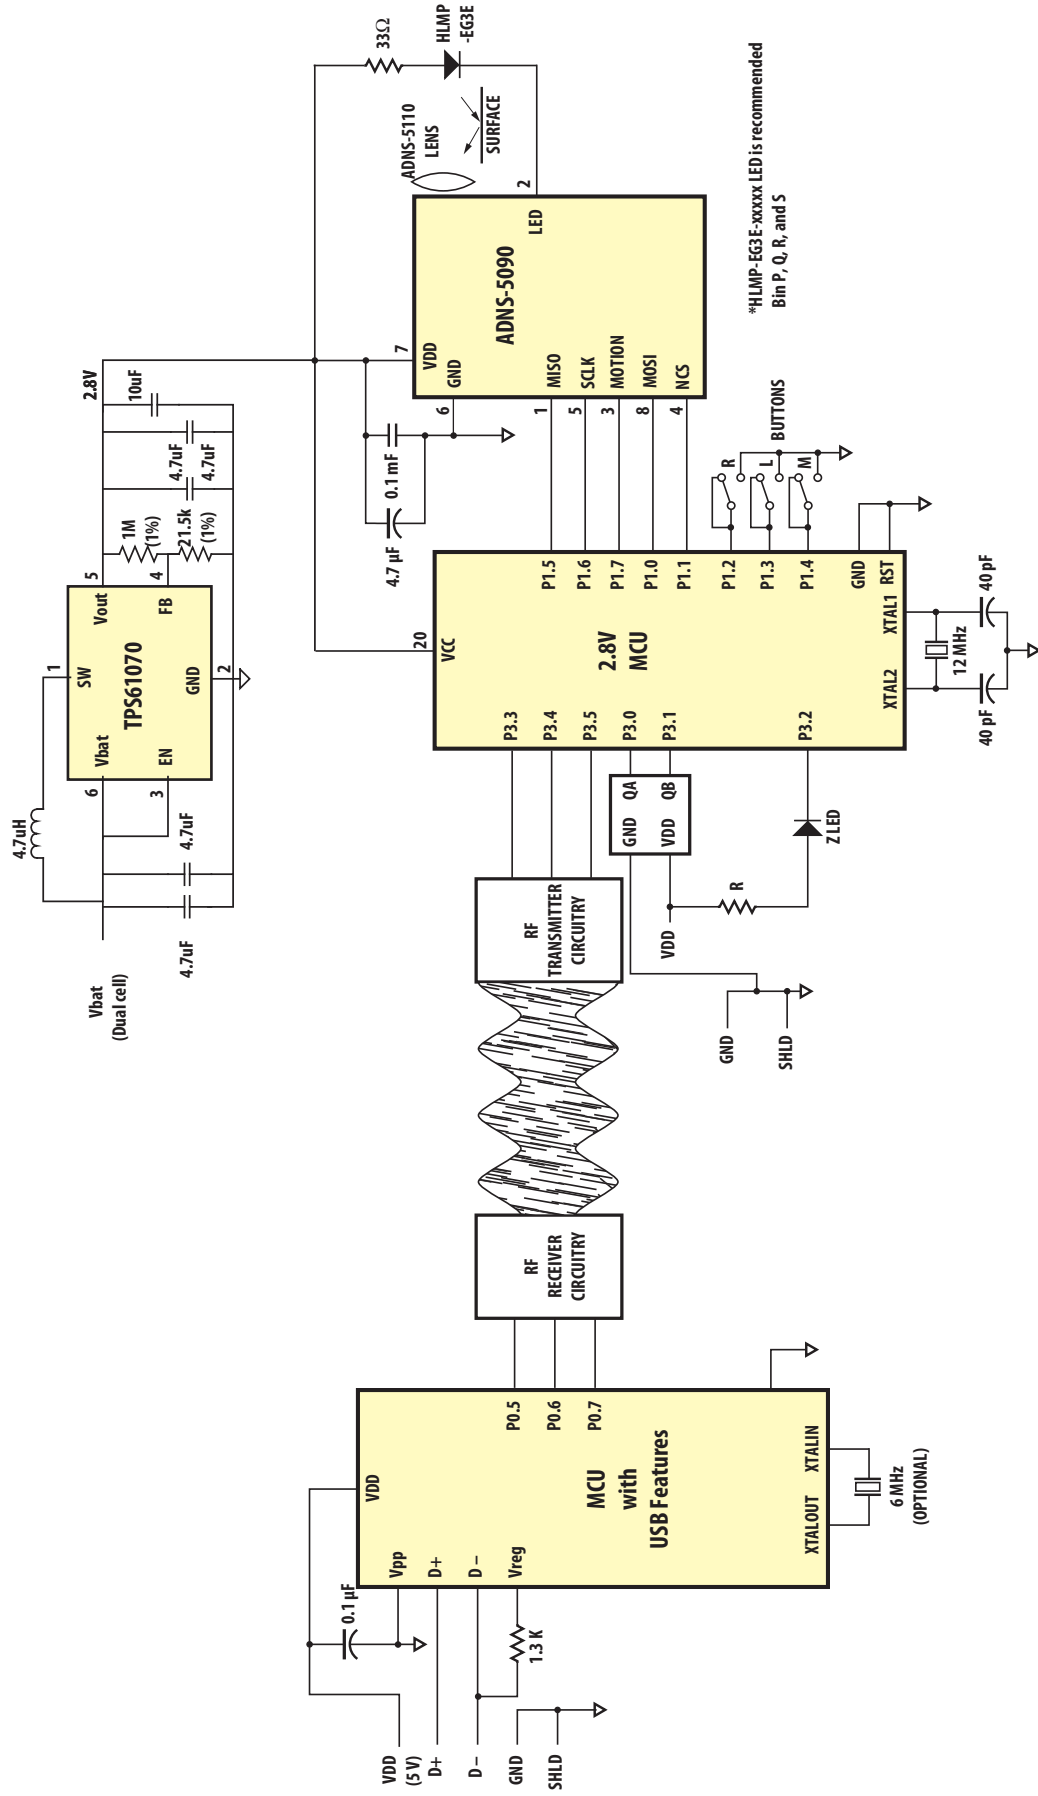 Vbat
(Dual cell)
4.7uH
4.7uF
4.7uF
6
Vbat
3
EN
TPS61070
1
SW
GND
2
Vout
5
FB
4
1M
(1%)
21.5k
(1%)
4.7uF
4.7uF
10uF
2.8V
33Ω
HLMP
-EG3E
ADNS-5110
LENS
SURFACE
7
VDD
GND
6
ADNS-5090
LED
2
MISO
1
SCLK
5
MOTION
3
MOSI
8
NCS
4
4.7 µF
0.1 mF
*HLMP-EG3E-xxxxx LED is recommended
Bin P, Q, R, and S
20
VCC
2.8V
MCU
P1.5
P1.6
P1.7
P1.0
P1.1
P1.2
P1.3
P1.4
GND
RST
R
L
M
BUTTONS
P3.3
P3.4
P3.5
P3.0
P3.1
P3.2
XTAL2
XTAL1
12 MHz
40 pF
40 pF
GND
QA
VDD
QB
Z LED
R
VDD
GND
SHLD
RF
TRANSMITTER
CIRCUITRY
RF
RECEIVER
CIRCUITRY
P0.5
P0.6
P0.7
MCU
with
USB Features
VDD
Vpp
D+
D –
Vreg
XTALOUT
XTALIN
6 MHz
(OPTIONAL)
0.1 µF
1.3 K
VDD
(5 V)
D+
D –
GND
SHLD